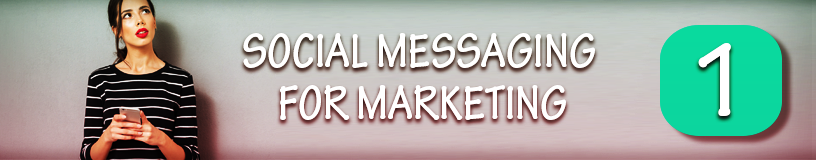 SOCIAL MESSAGING
FOR MARKETING
1